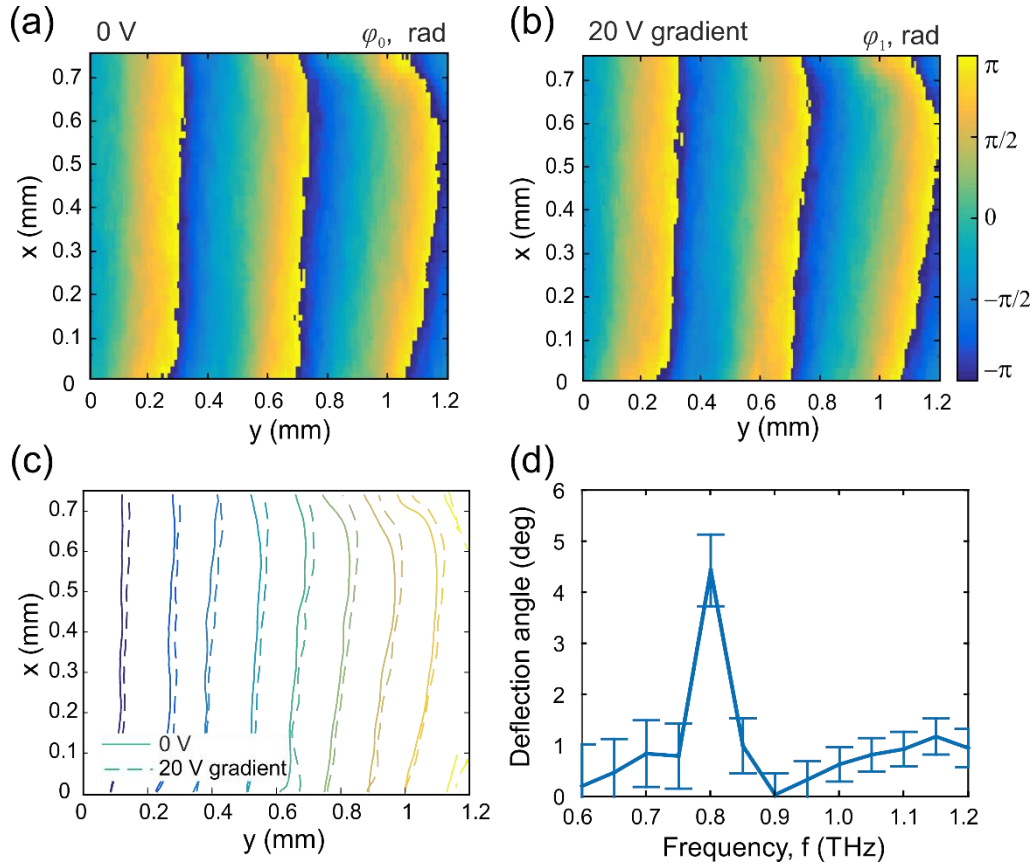 (a) 0 V φ₀, rad
(b) 20 V gradient φ₁, rad
0.7
0.6
0.5
0.4
0.3
0.2
0.1
0
x (mm)
0 0.2 0.4 0.6 0.8 1 1.2
y (mm)
0.7
0.6
0.5
0.4
0.3
0.2
0.1
0
x (mm)
0 0.2 0.4 0.6 0.8 1 1.2
y (mm)
π
π/2
0
−π/2
−π
(c)
0.7
0.6
0.5
0.4
0.3
0.2
0.1
0
x (mm)
0 V
20 V gradient
0 0.2 0.4 0.6 0.8 1 1.2
y (mm)
(d)
6
5
4
3
2
1
0
Deflection angle (deg)
0.6 0.7 0.8 0.9 1.0 1.1 1.2
Frequency, f (THz)